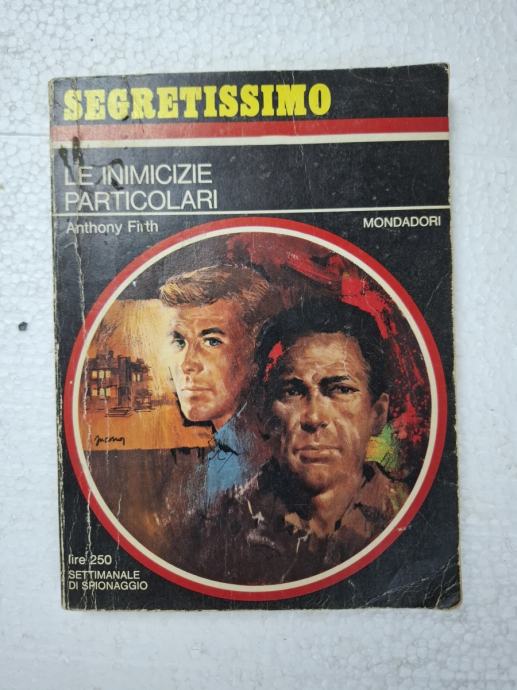 SEGRETISSIMO
LE INIMICIZIE
PARTICOLARI
Anthony Firth
MONDADORI
lire 250
SETTIMANALE
DI SPIONAGGIO